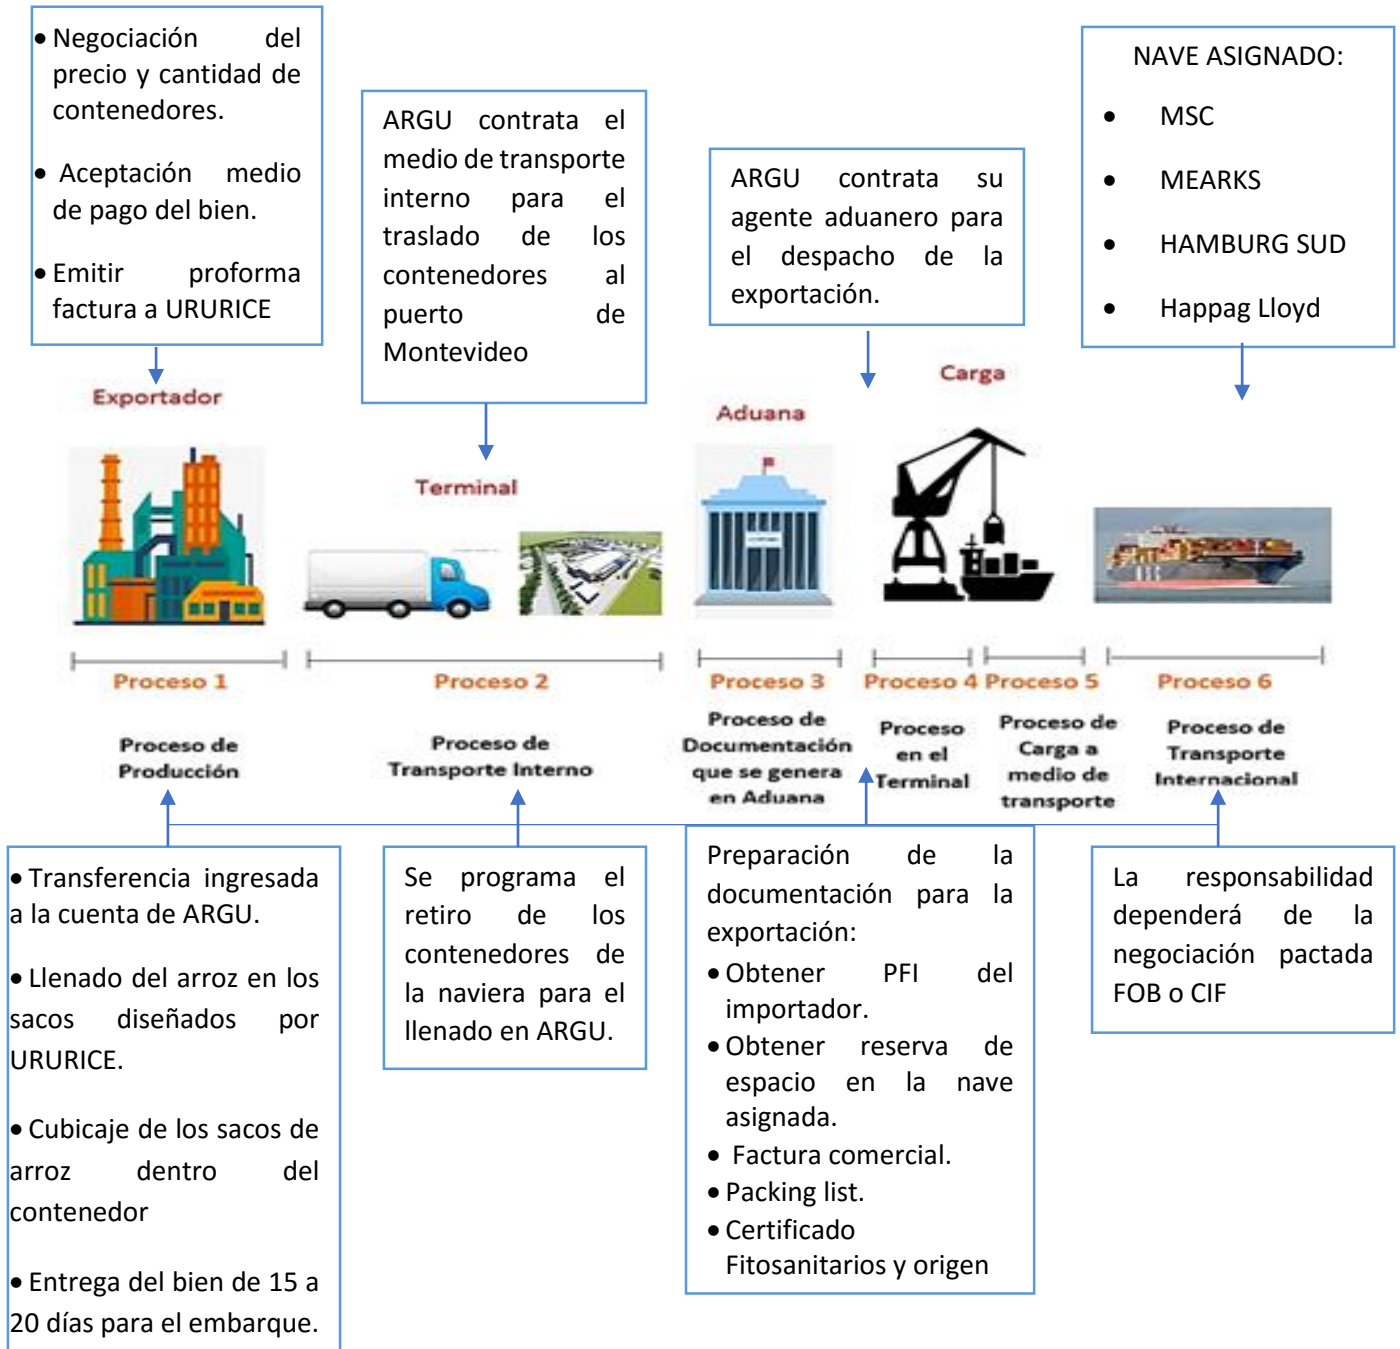 • Negociación del
precio y cantidad de
contenedores.
• Aceptación medio
de pago del bien.
• Emitir proforma
factura a URURICE
ARGU contrata el
medio de transporte
interno para el
traslado de los
contenedores al
puerto de
Montevideo
ARGU contrata su
agente aduanero para
el despacho de la
exportación.
NAVE ASIGNADO:
• MSC
• MEARKS
• HAMBURG SUD
• Happag Lloyd
Exportador
Terminal
Aduana
Carga
Proceso 1
Proceso de
Producción
Proceso 2
Proceso de
Transporte Interno
Proceso 3
Proceso de
Documentación
que se genera
en Aduana
Proceso 4
Proceso
en el
Terminal
Proceso 5
Proceso de
Carga a
medio de
transporte
Proceso 6
Proceso de
Transporte
Internacional
• Transferencia ingresada
a la cuenta de ARGU.
• Llenado del arroz en los
sacos diseñados por
URURICE.
• Cubicaje de los sacos de
arroz dentro del
contenedor
• Entrega del bien de 15 a
20 días para el embarque.
Se programa el
retiro de los
contenedores de
la naviera para el
llenado en ARGU.
Preparación de la
documentación para la
exportación:
• Obtener PFI del
importador.
• Obtener reserva de
espacio en la nave
asignada.
• Factura comercial.
• Packing list.
• Certificado
Fitosanitarios y origen
La responsabilidad
dependerá de la
negociación pactada
FOB o CIF